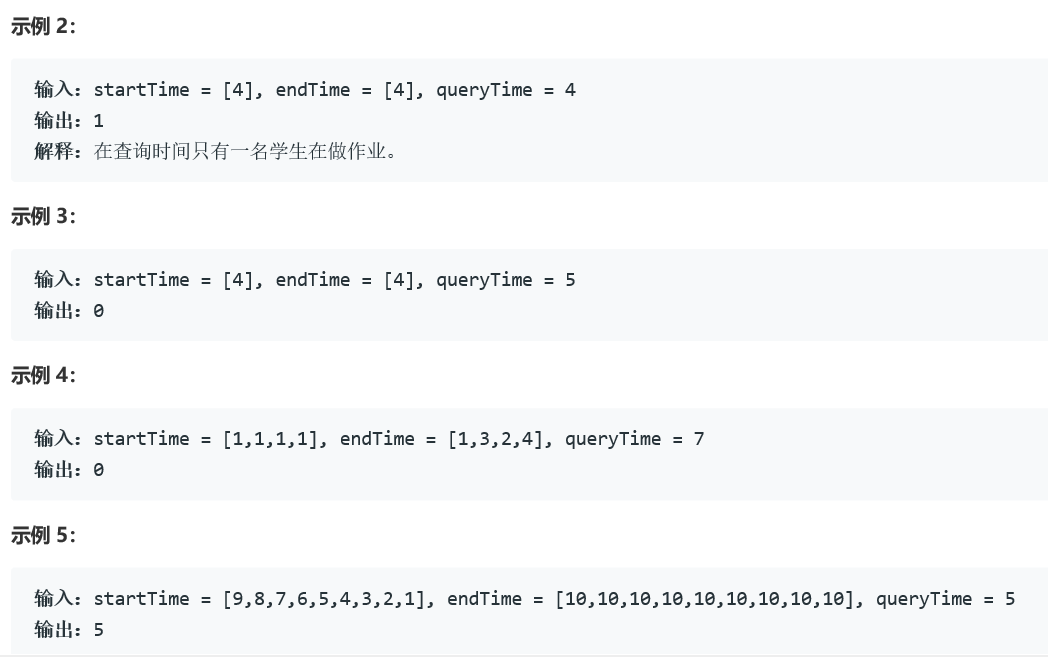 示例 2：
输入：startTime = [4], endTime = [4], queryTime = 4
输出：1
解释：在查询时间只有一名学生在做作业。
示例 3：
输入：startTime = [4], endTime = [4], queryTime = 5
输出：0
示例 4：
输入：startTime = [1,1,1,1], endTime = [1,3,2,4], queryTime = 7
输出：0
示例 5：
输入：startTime = [9,8,7,6,5,4,3,2,1], endTime = [10,10,10,10,10,10,10,10,10], queryTime = 5
输出：5